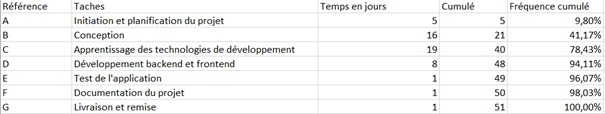 Référence Taches Temps en jours Cumulé Fréquence cumulé
A Initiation et planification du projet 5 5 9,80%
B Conception 16 21 41,17%
C Apprentissage des technologies de développement 19 40 78,43%
D Développement backend et frontend 8 48 94,11%
E Test de l'application 1 49 96,07%
F Documentation du projet 1 50 98,03%
G Livraison et remise 1 51 100,00%